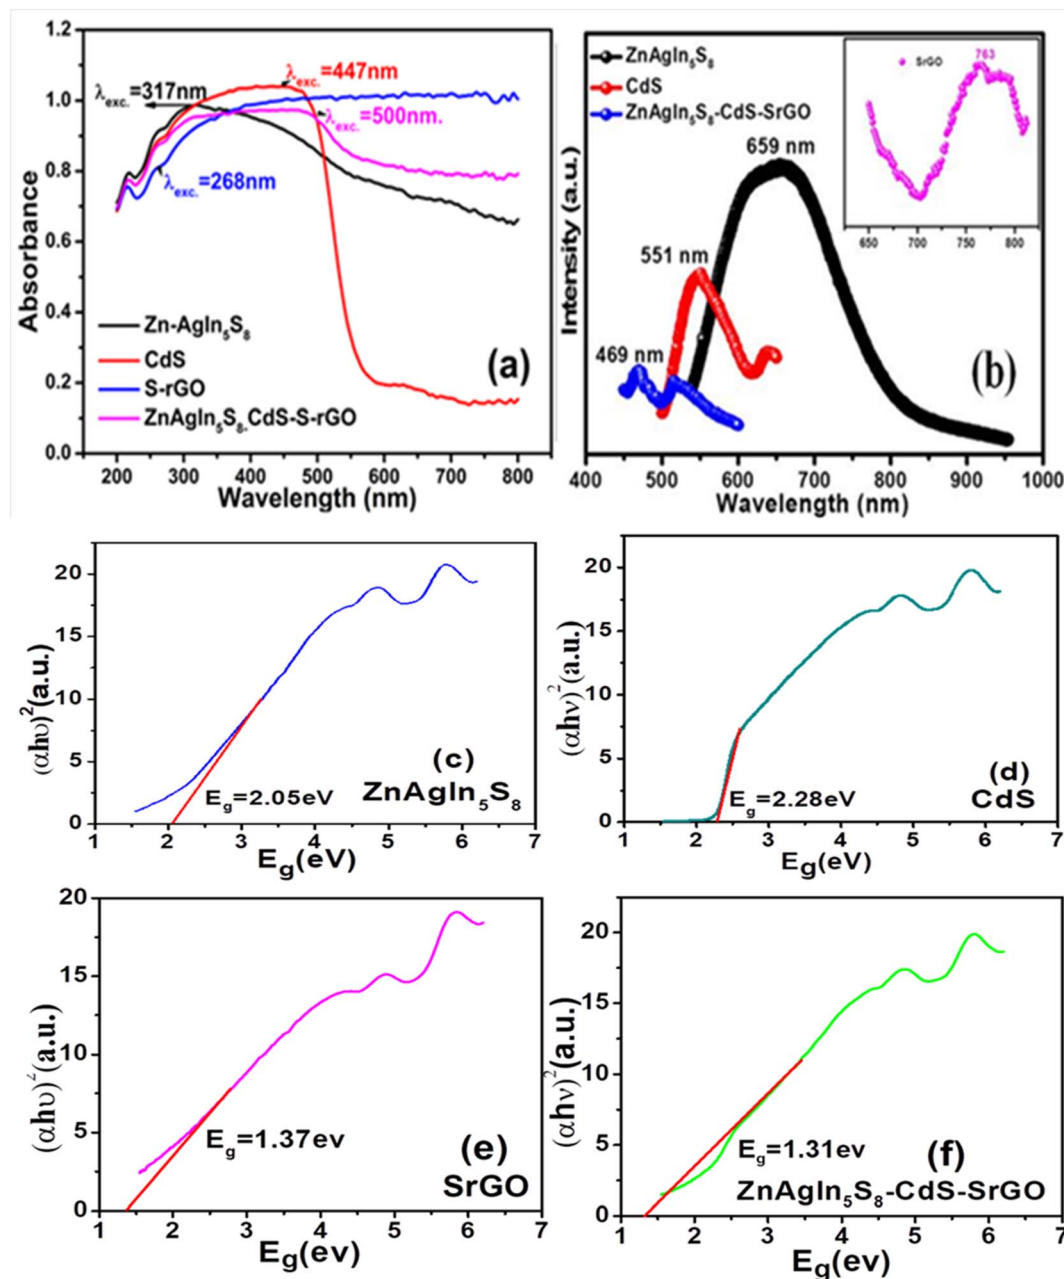 1.2
1.0
0.8
0.6
0.4
0.2
0.0
Absorbance
λexc.=317nm
λexc.=447nm
λexc.=500nm.
λexc.=268nm
Zn-AgIn5S8
CdS
S-rGO
ZnAgIn5S8-CdS-S-rGO
(a)
200 300 400 500 600 700 800
Wavelength (nm)
Intensity (a.u.)
ZnAgIn5S8
CdS
ZnAgIn5S8-CdS-SrGO
659 nm
551 nm
469 nm
SrGO
763
650 700 750 800
(b)
400 500 600 700 800 900 1000
Wavelength (nm)
20
15
10
5
0
(αhυ)2(a.u.)
(c)
ZnAgIn5S8
Eg=2.05eV
1 2 3 4 5 6 7
Eg(eV)
20
15
10
5
0
(αhν)2(a.u.)
(d)
CdS
Eg=2.28eV
1 2 3 4 5 6 7
Eg(eV)
20
15
10
5
0
(αhυ)2(a.u.)
Eg=1.37ev
(e)
SrGO
1 2 3 4 5 6 7
Eg(ev)
20
15
10
5
0
(αhν)2(a.u.)
Eg=1.31ev
(f)
ZnAgIn5S8-CdS-SrGO
1 2 3 4 5 6 7
Eg(ev)